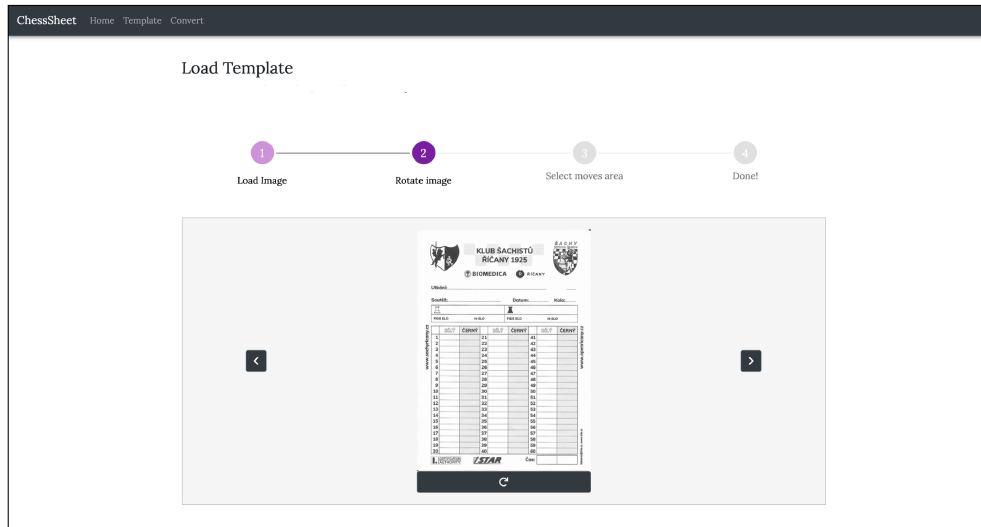 ChessSheet Home Template Convert
Load Template
1 2 3 4
Load Image Rotate image Select moves area Done!
ŠACHY
KLUB ŠACHISTŮ
ŘÍČANY 1925
BIOMEDICA ŘÍČANY
Utkání:
Soutěž: Datum: Kolo:
FIDE ELO FIDE ELO
BÍLÝ ČERNÝ BÍLÝ ČERNÝ BÍLÝ ČERNÝ
1 21 41
2 22 42
3 23 43
4 24 44
5 25 45
6 26 46
7 27 47
8 28 48
9 29 49
10 30 50
11 31 51
12 32 52
13 33 53
14 34 54
15 35 55
16 36 56
17 37 57
18 38 58
19 39 59
20 40 60
www.sachyricany.cz
STAR Čas: